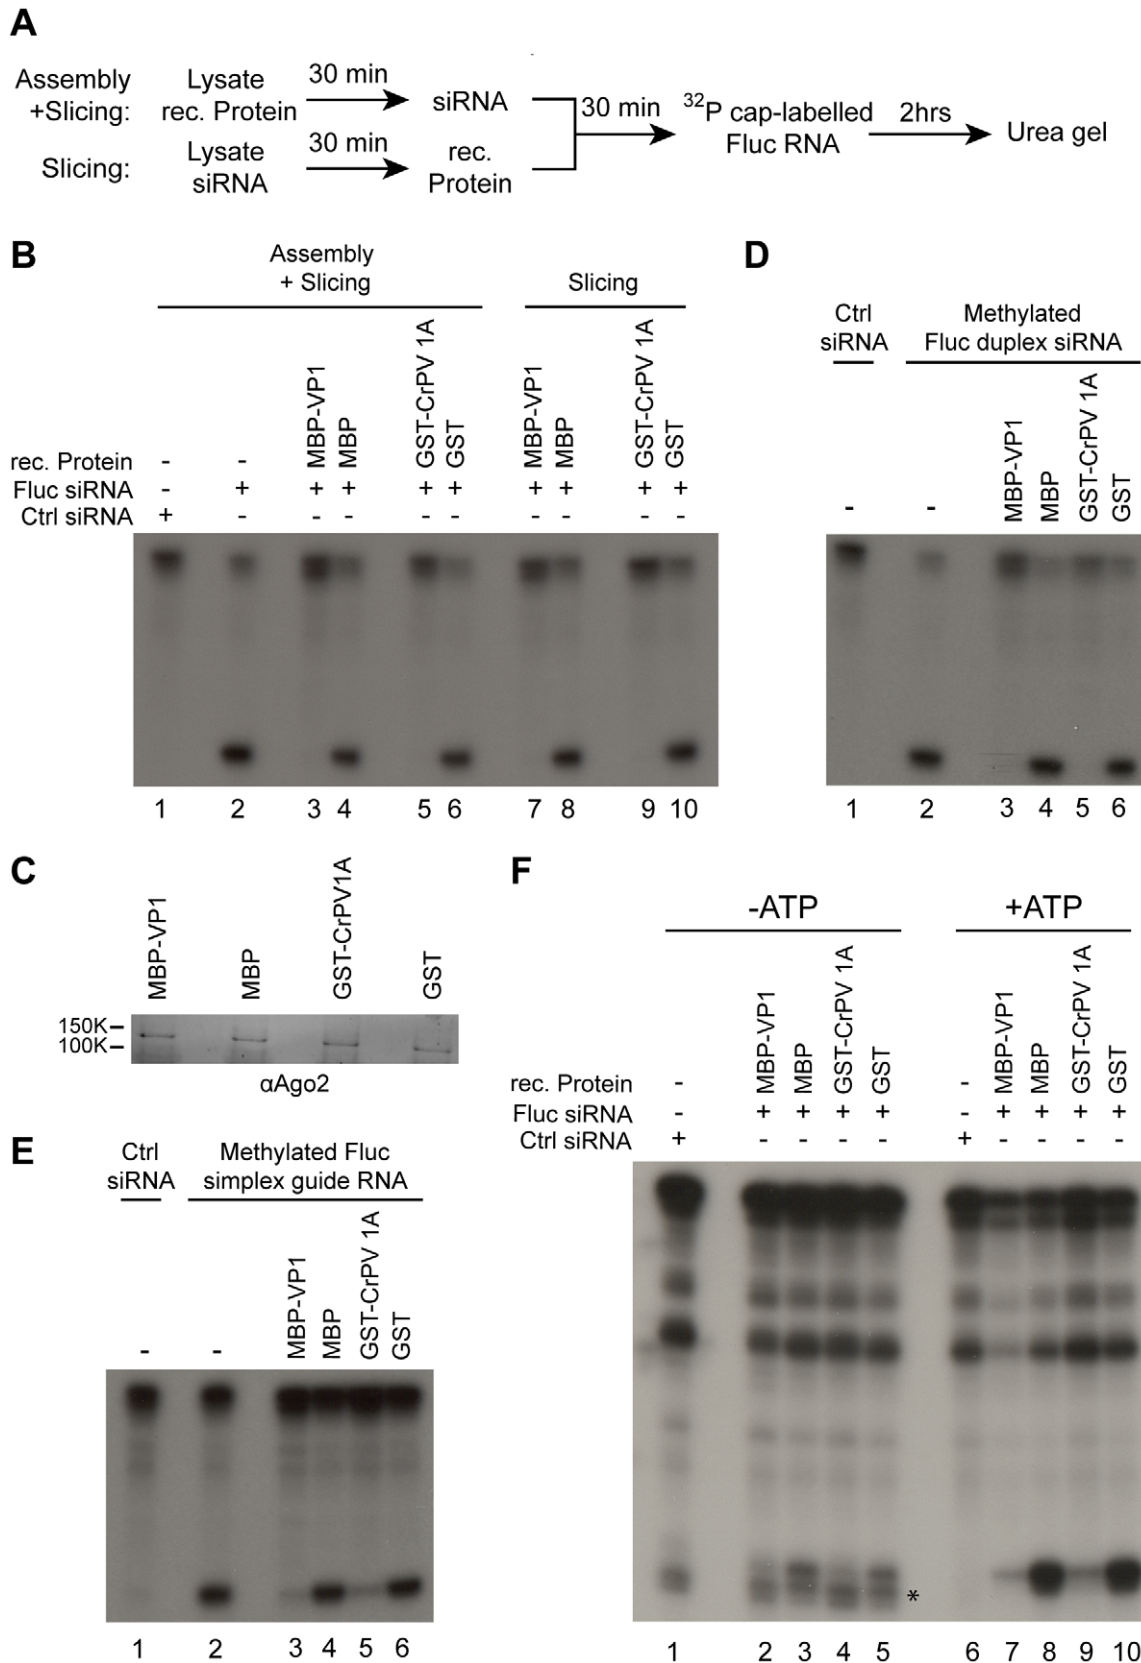 A
Assembly +Slicing:
Lysate rec. Protein
30 min
siRNA
30 min
32P cap-labelled Fluc RNA
2hrs
Urea gel
Slicing:
Lysate siRNA
30 min
rec. Protein
B
Assembly + Slicing
Slicing
MBP-VP1 MBP GST-CrPV 1A GST MBP-VP1 MBP GST-CrPV 1A GST
rec. Protein - -
Fluc siRNA - + + + + + + + + +
Ctrl siRNA + - - - - - - - - -
1 2 3 4 5 6 7 8 9 10
D
Ctrl siRNA
Methylated Fluc duplex siRNA
- - MBP-VP1 MBP GST-CrPV 1A GST
1 2 3 4 5 6
C
MBP-VP1 MBP GST-CrPV1A GST
150K
100K
αAgo2
E
Ctrl siRNA
Methylated Fluc simplex guide RNA
- - MBP-VP1 MBP GST-CrPV 1A GST
1 2 3 4 5 6
F
-ATP
+ATP
rec. Protein - MBP-VP1 MBP GST-CrPV 1A GST - MBP-VP1 MBP GST-CrPV 1A GST
Fluc siRNA - + + + + - + + + +
Ctrl siRNA + - - - - + - - - -
*
1 2 3 4 5 6 7 8 9 10